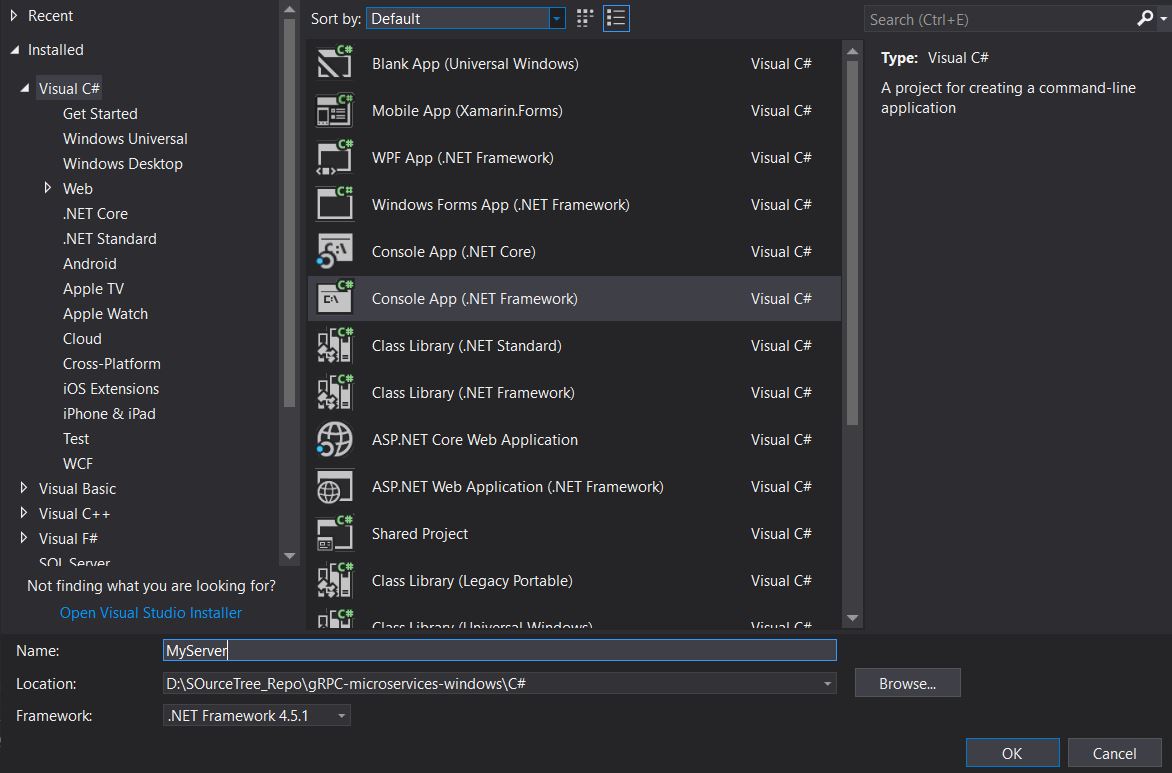 Recent
Installed
Visual C#
Get Started
Windows Universal
Windows Desktop
Web
.NET Core
.NET Standard
Android
Apple TV
Apple Watch
Cloud
Cross-Platform
iOS Extensions
iPhone & iPad
Test
WCF
Visual Basic
Visual C++
Visual F#
SQL Server
Not finding what you are looking for?
Open Visual Studio Installer
Sort by: Default
Blank App (Universal Windows) Visual C#
Mobile App (Xamarin.Forms) Visual C#
WPF App (.NET Framework) Visual C#
Windows Forms App (.NET Framework) Visual C#
Console App (.NET Core) Visual C#
Console App (.NET Framework) Visual C#
Class Library (.NET Standard) Visual C#
Class Library (.NET Framework) Visual C#
ASP.NET Core Web Application Visual C#
ASP.NET Web Application (.NET Framework) Visual C#
Shared Project Visual C#
Class Library (Legacy Portable) Visual C#
Class Library (Universal Windows) Visual C#
Search (Ctrl+E)
Type: Visual C#
A project for creating a command-line
application
Name: MyServer
Location: D:\SOurceTree_Repo\gRPC-microservices-windows\C#
Browse...
Framework: .NET Framework 4.5.1
OK Cancel